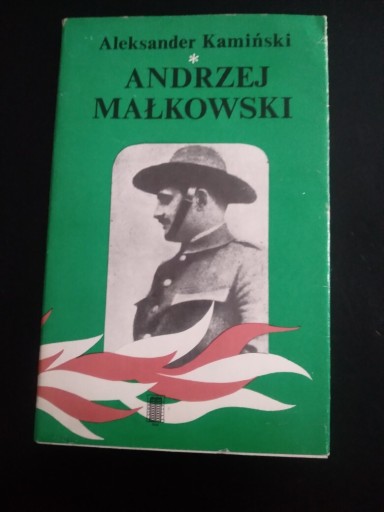 Aleksander Kamiński
*
ANDRZEJ
MAŁKOWSKI